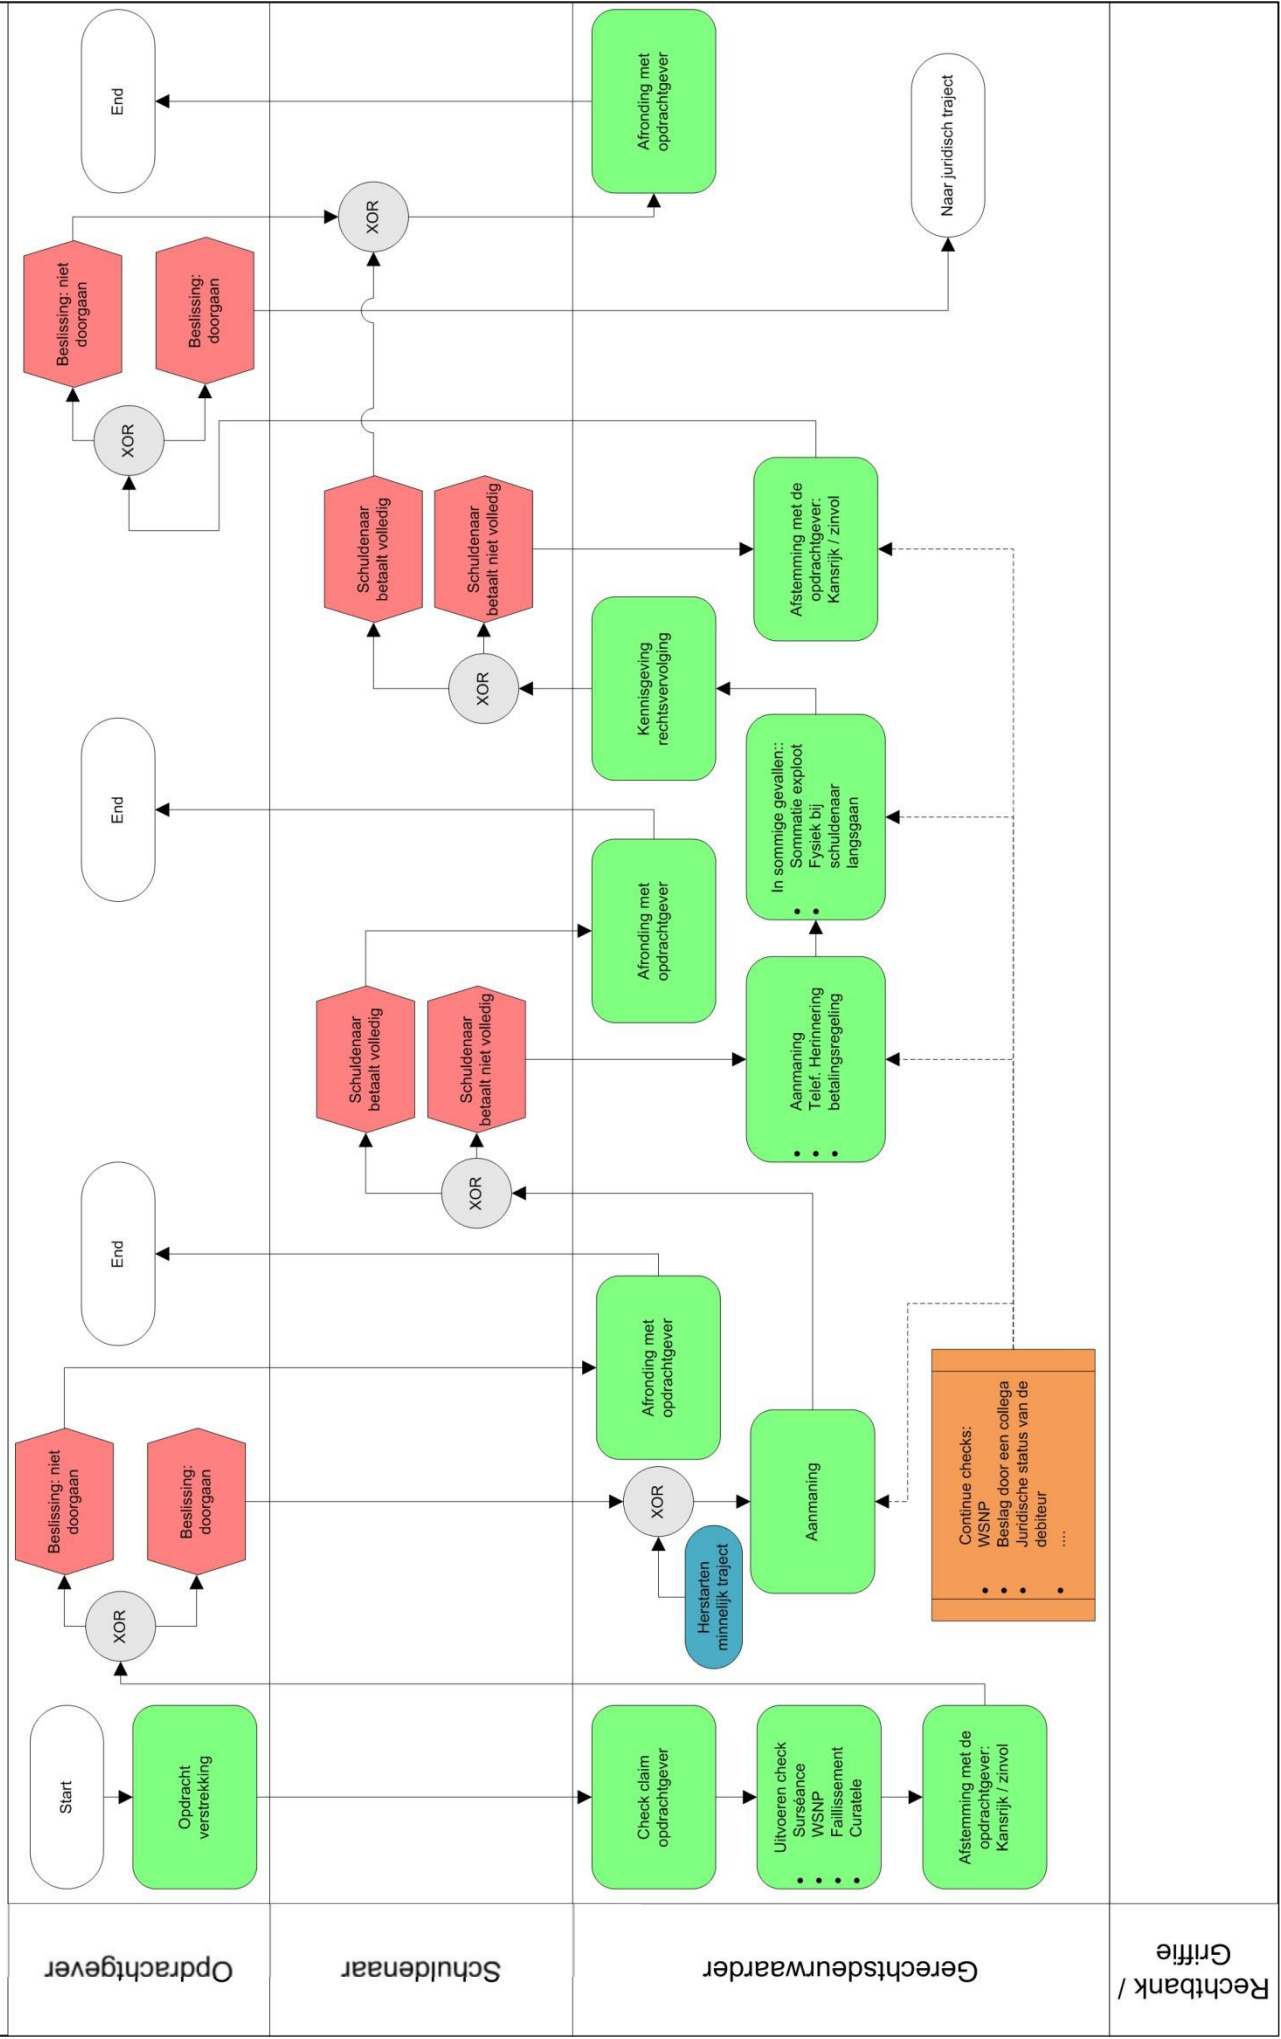 Opdrachtgever
Start
Opdracht
verstrekking
XOR
Beslissing: niet
doorgaan
Beslissing:
doorgaan
End
End
XOR
Beslissing: niet
doorgaan
Beslissing:
doorgaan
End
Schuldenaar
XOR
Schuldenaar
betaalt volledig
Schuldenaar
betaalt niet volledig
XOR
Schuldenaar
betaalt volledig
Schuldenaar
betaalt niet volledig
XOR
Gerechtsdeurwaarder
Check claim
opdrachtgever
Uitvoeren check
• Surséance
• WSNP
• Faillissement
• Curatele
Afstemming met de
opdrachtgever:
Kansrijk / zinvol
Herstarten
minnelijk traject
XOR
Afronding met
opdrachtgever
Aanmaning
Continue checks:
• WSNP
• Beslag door een collega
• Juridische status van de
debiteur
• ....
• Aanmaning
• Telef. Herinnering
• betalingsregeling
Afronding met
opdrachtgever
In sommige gevallen::
• Sommatie exploot
• Fysiek bij
schuldenaar
langsgaan
Kennisgeving
rechtsvervolging
Afstemming met de
opdrachtgever:
Kansrijk / zinvol
Afronding met
opdrachtgever
Naar juridisch traject
Rechtbank /
Griffie